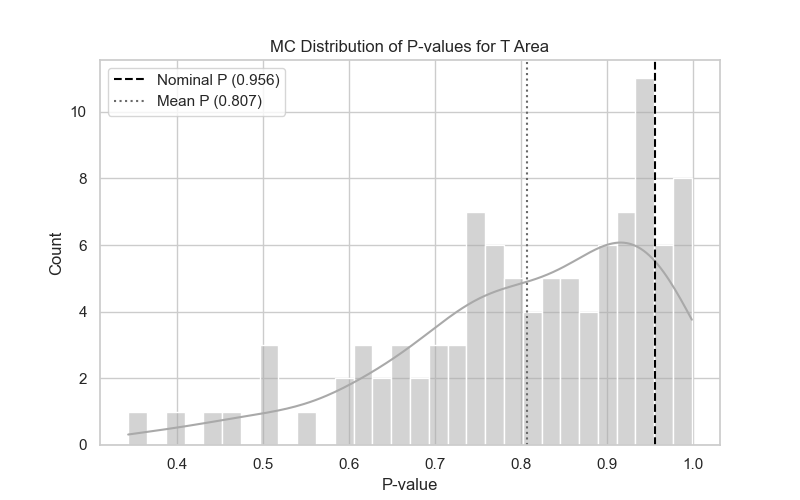 MC Distribution of P-values for T Area
Nominal P (0.956)
Mean P (0.807)
Count
10
8
6
4
2
0
0.4 0.5 0.6 0.7 0.8 0.9 1.0
P-value